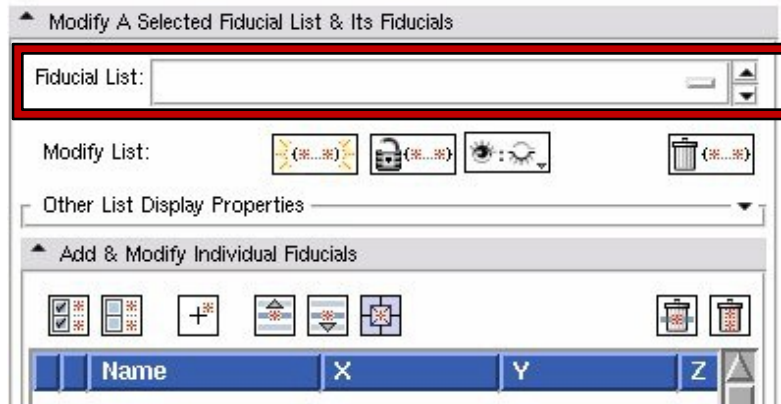 Modify A Selected Fiducial List & Its Fiducials
Fiducial List:
Modify List:
(*...*) (*...*) : (*...*)
Other List Display Properties
Add & Modify Individual Fiducials
Name X Y Z